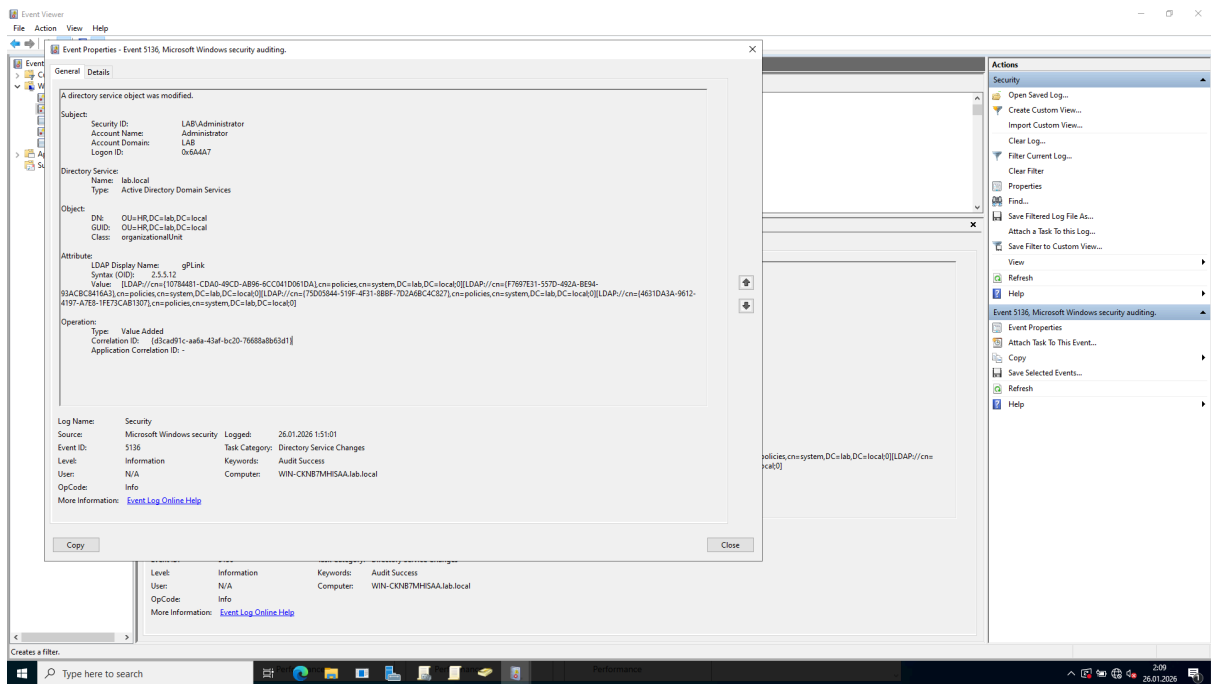 Event Viewer
File Action View Help
Event Properties - Event 5136, Microsoft Windows security auditing.
General Details
A directory service object was modified.
Subject:
Security ID: LAB\Administrator
Account Name: Administrator
Account Domain: LAB
Logon ID: 0x6A4A7
Directory Service:
Name: lab.local
Type: Active Directory Domain Services
Object:
DN: OU=HR,DC=lab,DC=local
GUID: OU=HR,DC=lab,DC=local
Class: organizationalUnit
Attribute:
LDAP Display Name: gPLink
Syntax (OID): 2.5.5.12
Value: [LDAP://cn={10784481-CDA0-49CD-AB96-6CC041D061DA},cn=policies,cn=system,DC=lab,DC=local;0][LDAP://cn={F7697E31-557D-492A-BE94-
93ACBC8416A3},cn=policies,cn=system,DC=lab,DC=local;0][LDAP://cn={75D05844-519F-4F31-8BBF-7D2A6BC4C827},cn=policies,cn=system,DC=lab,DC=local;0][LDAP://cn={4631DA3A-9612-
4197-A7E8-1FE73CAB1307},cn=policies,cn=system,DC=lab,DC=local;0]
Operation:
Type: Value Added
Correlation ID: {d3cad91c-aa6a-43af-bc20-76688a8b63d1}
Application Correlation ID: -
Log Name: Security
Source: Microsoft Windows security Logged: 26.01.2026 1:51:01
Event ID: 5136 Task Category: Directory Service Changes
Level: Information Keywords: Audit Success
User: N/A Computer: WIN-CKNB7MHISAA.lab.local
OpCode: Info
More Information: Event Log Online Help
Copy Close
Event
policies,cn=system,DC=lab,DC=local;0][LDAP://cn=
Level: Information Keywords: Audit Success
User: N/A Computer: WIN-CKNB7MHISAA.lab.local
OpCode: Info
More Information: Event Log Online Help
Actions
Security
Open Saved Log...
Create Custom View...
Import Custom View...
Clear Log...
Filter Current Log...
Clear Filter
Properties
Find...
Save Filtered Log File As...
Attach a Task To this Log...
Save Filter to Custom View...
View
Refresh
Help
Event 5136, Microsoft Windows security auditing.
Event Properties
Attach Task To This Event...
Copy
Save Selected Events...
Refresh
Help
Creates a filter.
Type here to search
Performance
2:09
26.01.2026